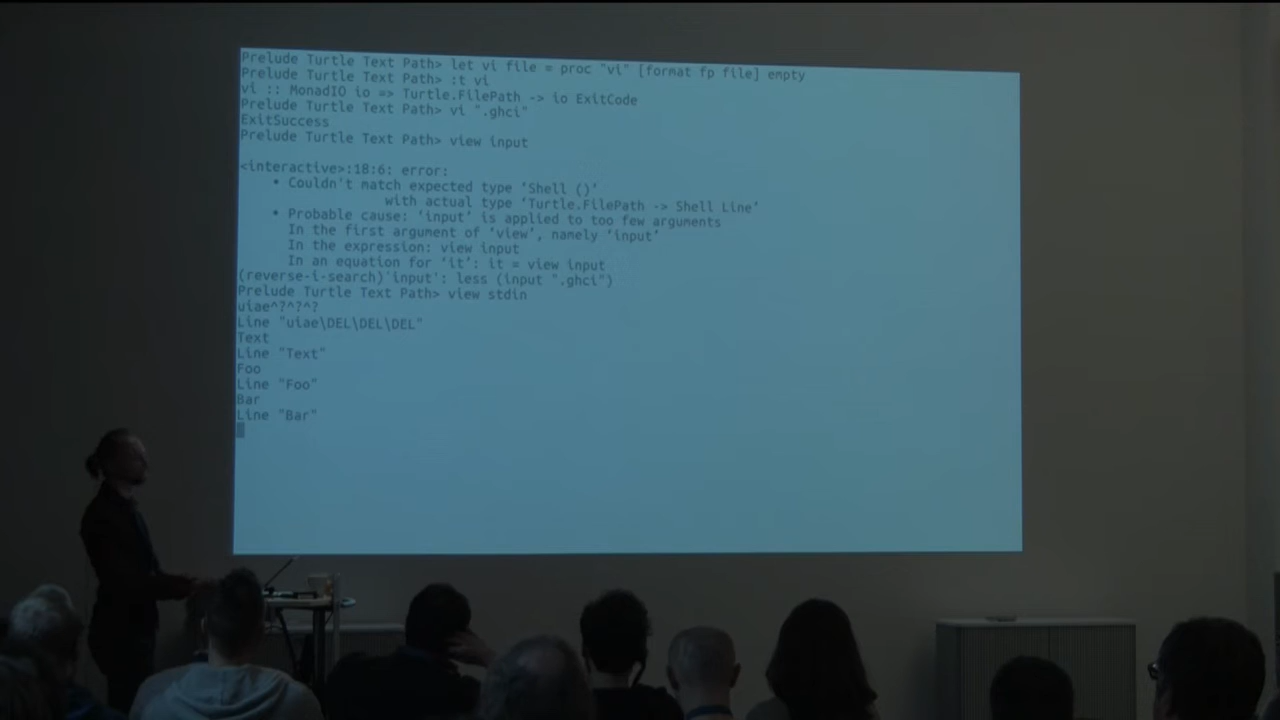 Prelude Turtle Text Path> let vi file = proc "vi" [format fp file] empty
Prelude Turtle Text Path> :t vi
vi :: MonadIO io => Turtle.FilePath -> io ExitCode
Prelude Turtle Text Path> vi ".ghci"
ExitSuccess
Prelude Turtle Text Path> view input
<interactive>:18:6: error:
• Couldn't match expected type ‘Shell ()’
with actual type ‘Turtle.FilePath -> Shell Line’
• Probable cause: ‘input’ is applied to too few arguments
In the first argument of ‘view’, namely ‘input’
In the expression: view input
In an equation for ‘it’: it = view input
(reverse-i-search)`input': less (input ".ghci")
Prelude Turtle Text Path> view stdin
uiae^?^?^?
Line "uiae\DEL\DEL\DEL"
Text
Line "Text"
Foo
Line "Foo"
Bar
Line "Bar"